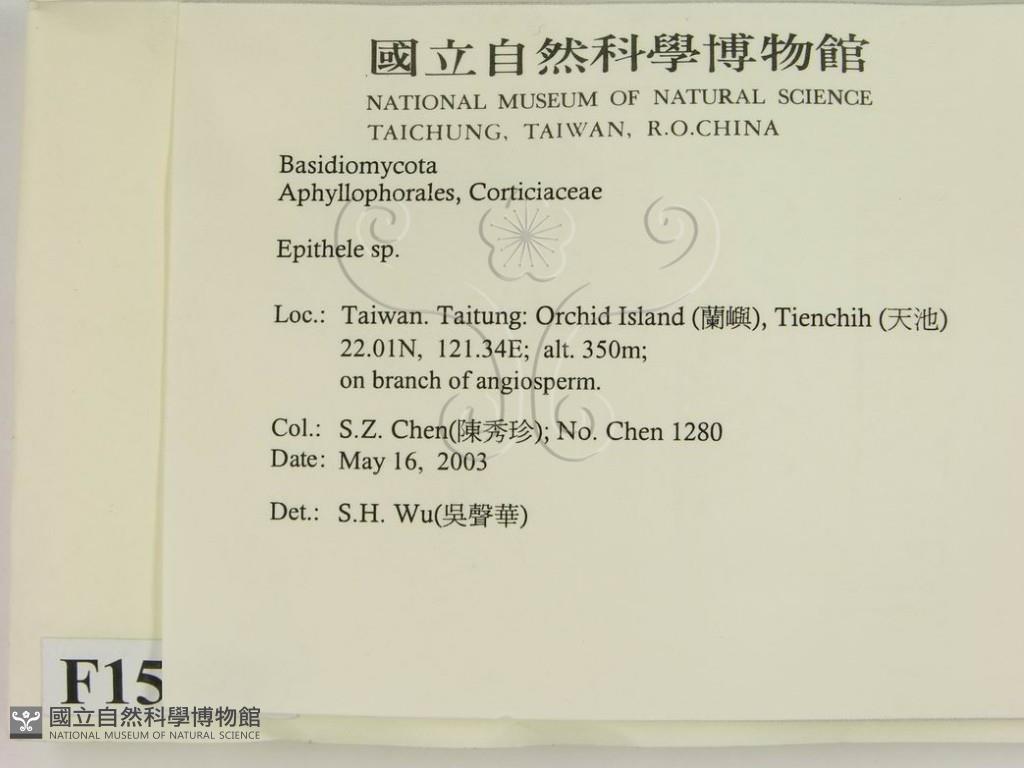 國立自然科學博物館
NATIONAL MUSEUM OF NATURAL SCIENCE
TAICHUNG, TAIWAN, R.O.CHINA
Basidiomycota
Aphyllophorales, Corticiaceae
Epithele sp.
Loc.: Taiwan. Taitung: Orchid Island (蘭嶼), Tienchih (天池)
22.01N, 121.34E; alt. 350m;
on branch of angiosperm.
Col.: S.Z. Chen(陳秀珍); No. Chen 1280
Date: May 16, 2003
Det.: S.H. Wu(吳聲華)
F15
國立自然科學博物館
NATIONAL MUSEUM OF NATURAL SCIENCE